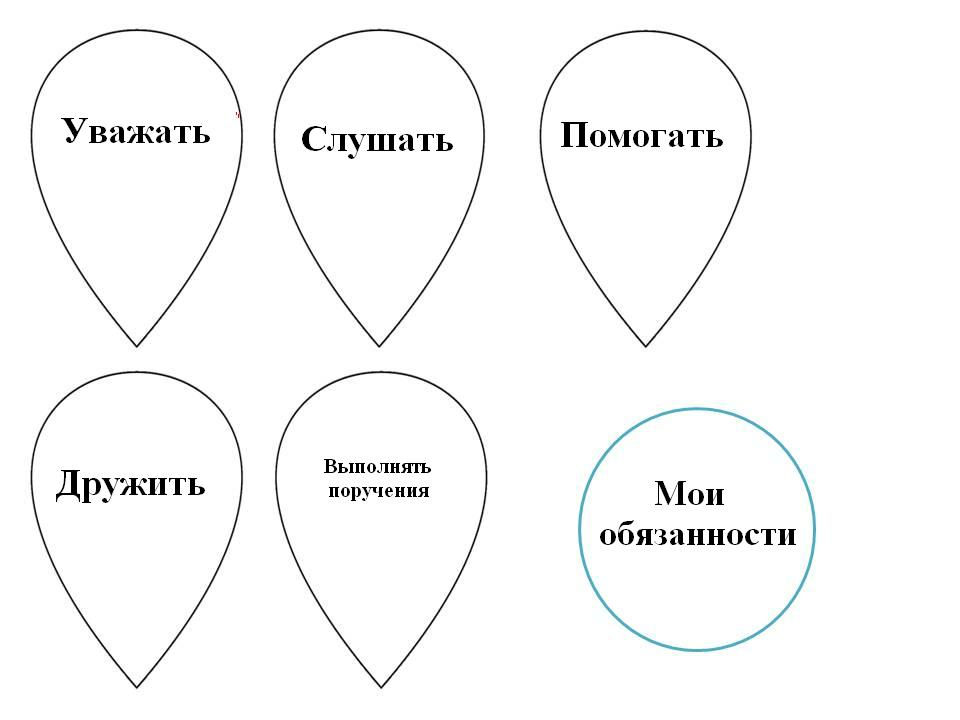 Уважать
Слушать
Помогать
Дружить
Выполнять
поручения
Мои
обязанности